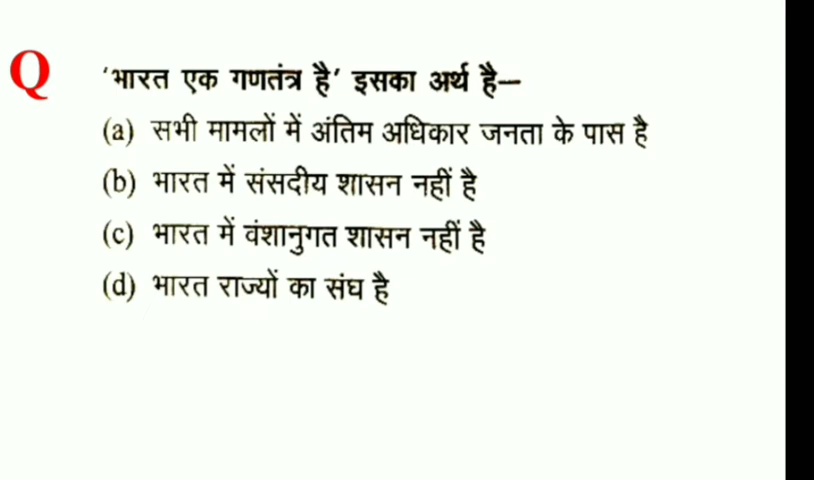 Q 'भारत एक गणतंत्र है' इसका अर्थ है—
(a) सभी मामलों में अंतिम अधिकार जनता के पास है
(b) भारत में संसदीय शासन नहीं है
(c) भारत में वंशानुगत शासन नहीं है
(d) भारत राज्यों का संघ है